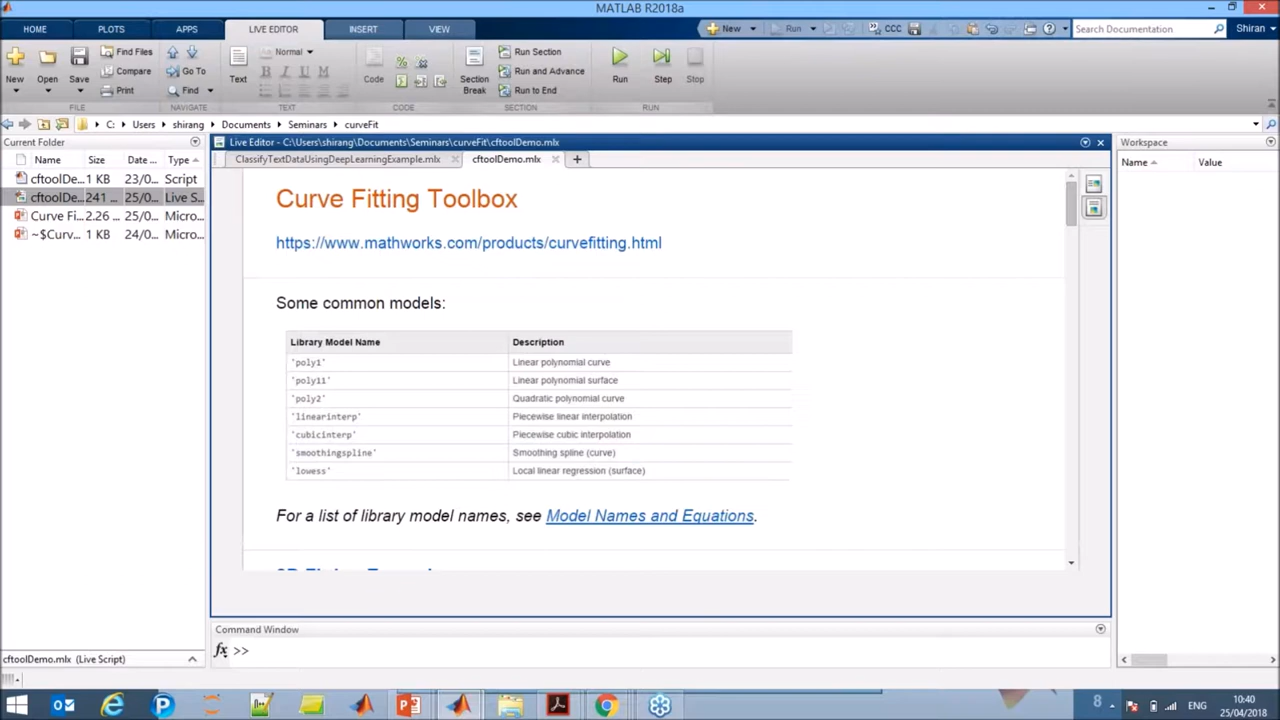 MATLAB R2018a
HOME PLOTS APPS LIVE EDITOR INSERT VIEW New Run CCC Search Documentation Shiran
New Open Save Find Files Compare Print Go To Find Text Normal B I U M Code Section Break Run Section Run and Advance Run to End Run Step Stop
FILE NAVIGATE TEXT CODE SECTION RUN
C: Users shirang Documents Seminars curveFit
Current Folder
Name Size Date ... Type
cftoolDe... 1 KB 23/0... Script
cftoolDe... 241 ... 25/0... Live S...
Curve Fi... 2.26 ... 25/0... Micro...
~$Curv... 1 KB 24/0... Micro...
cftoolDemo.mlx (Live Script)
Live Editor - C:\Users\shirang\Documents\Seminars\curveFit\cftoolDemo.mlx
ClassifyTextDataUsingDeepLearningExample.mlx cftoolDemo.mlx
Curve Fitting Toolbox
https://www.mathworks.com/products/curvefitting.html
Some common models:
Library Model Name Description
'poly1' Linear polynomial curve
'poly11' Linear polynomial surface
'poly2' Quadratic polynomial curve
'linearinterp' Piecewise linear interpolation
'cubicinterp' Piecewise cubic interpolation
'smoothingspline' Smoothing spline (curve)
'lowess' Local linear regression (surface)
For a list of library model names, see Model Names and Equations.
Command Window
fx >>
Workspace
Name Value
ENG
10:40
25/04/2018